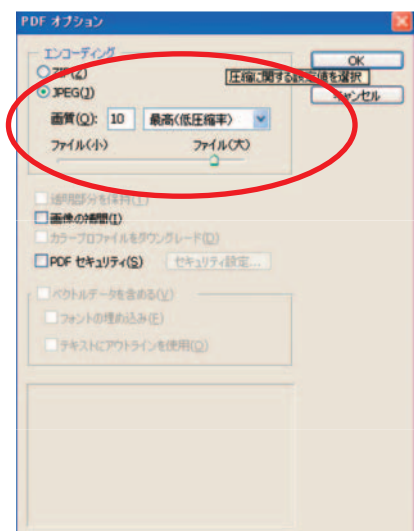 PDF オプション
エンコーディング
ZIP(Z)
JPEG(J)
画質(Q): 10 最高(低圧縮率)
ファイル(小) ファイル(大)
OK
圧縮に関する設定値を選択
キャンセル
透明部分を保持(T)
画像の補間(I)
カラープロファイルをダウングレード(D)
PDF セキュリティ(S) セキュリティ設定...
ベクトルデータを含める(V)
フォントの埋め込み(E)
テキストにアウトラインを使用(O)